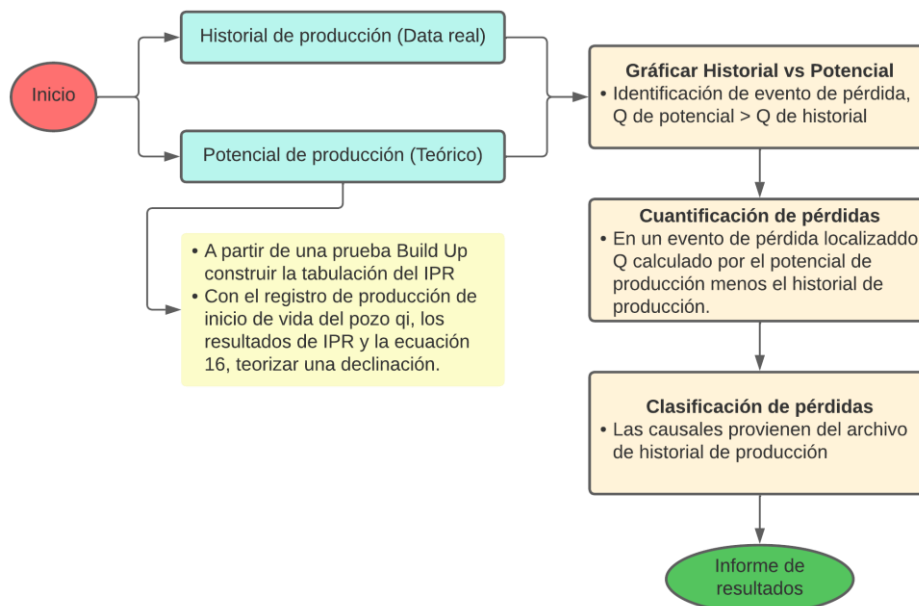 Inicio
Historial de producción (Data real)
Potencial de producción (Teórico)
• A partir de una prueba Build Up
construir la tabulación del IPR
• Con el registro de producción de
inicio de vida del pozo qi, los
resultados de IPR y la ecuación
16, teorizar una declinación.
Gráficar Historial vs Potencial
• Identificación de evento de pérdida,
Q de potencial > Q de historial
Cuantificación de pérdidas
• En un evento de pérdida localizaddo
Q calculado por el potencial de
producción menos el historial de
producción.
Clasificación de pérdidas
• Las causales provienen del archivo
de historial de producción
Informe de
resultados